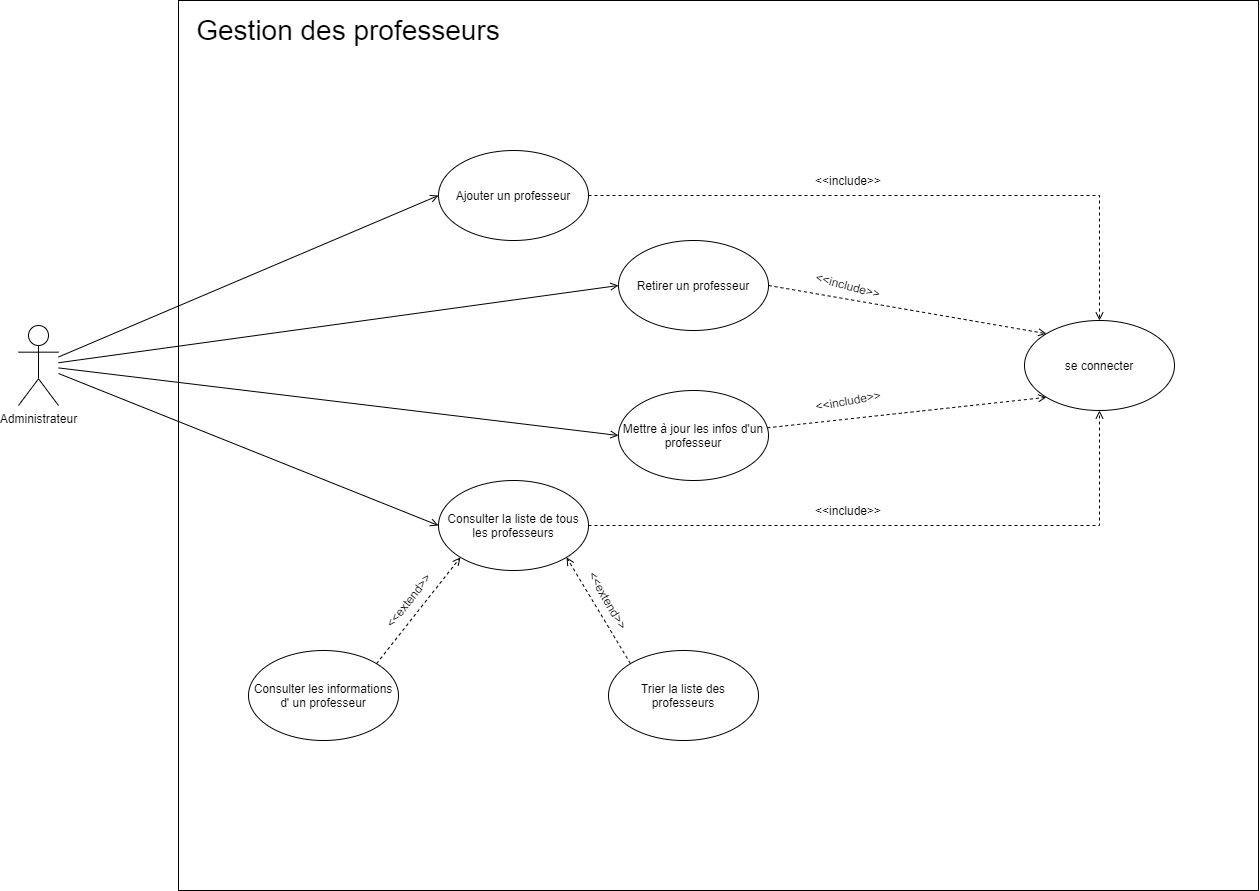 Gestion des professeurs
<<include>>
Ajouter un professeur
<<include>>
Retirer un professeur
se connecter
Administrateur
<<include>>
Mettre à jour les infos d'un
professeur
<<include>>
Consulter la liste de tous
les professeurs
<<extend>>
<<extend>>
Consulter les informations
d' un professeur
Trier la liste des
professeurs